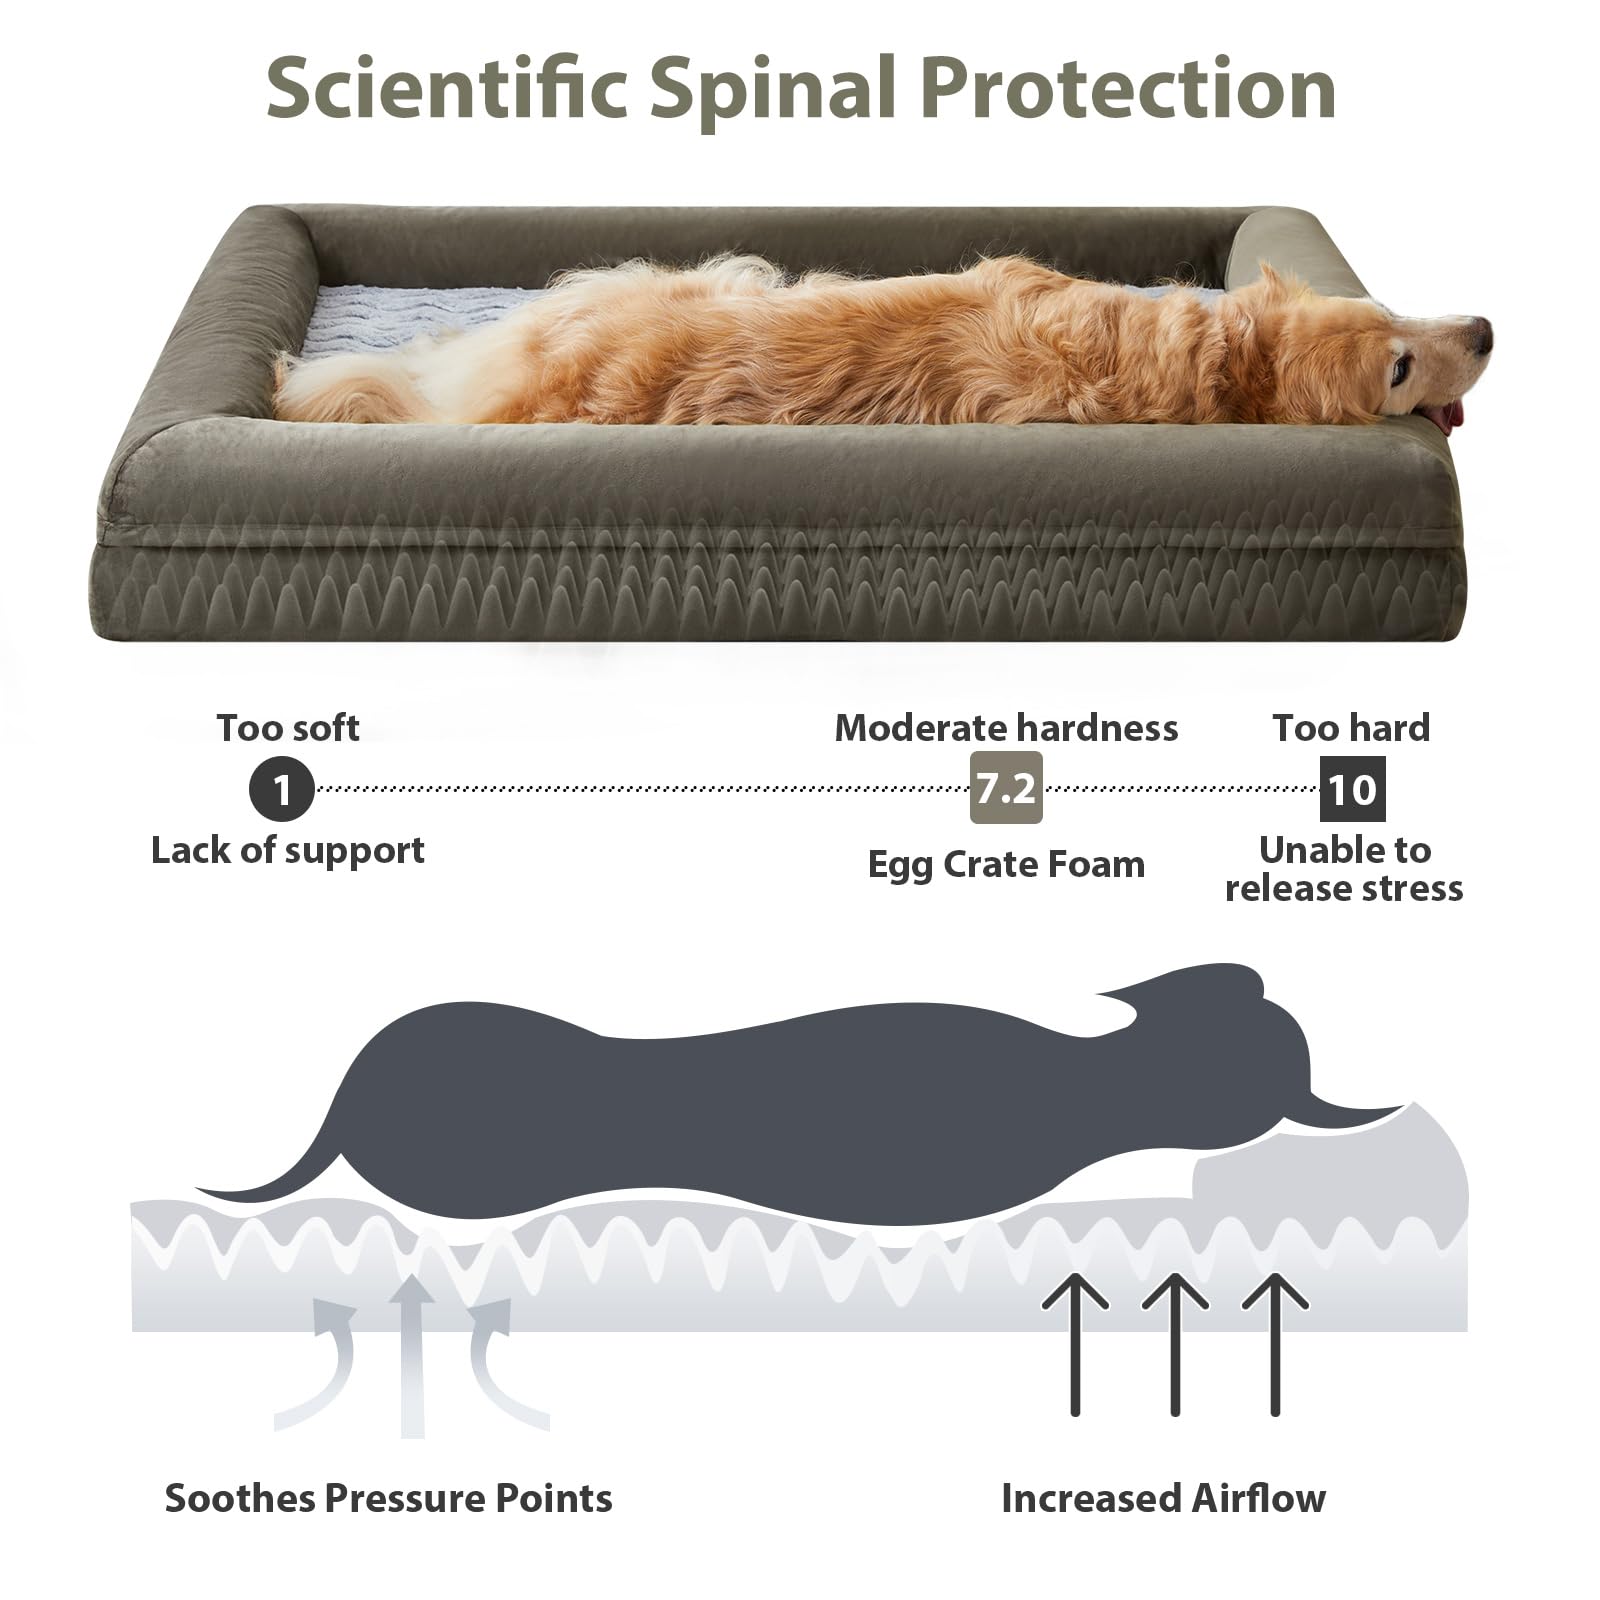 Scientific Spinal Protection
Too soft
Moderate hardness
Too hard
1
7.2
10
Lack of support
Egg Crate Foam
Unable to
release stress
Soothes Pressure Points
Increased Airflow